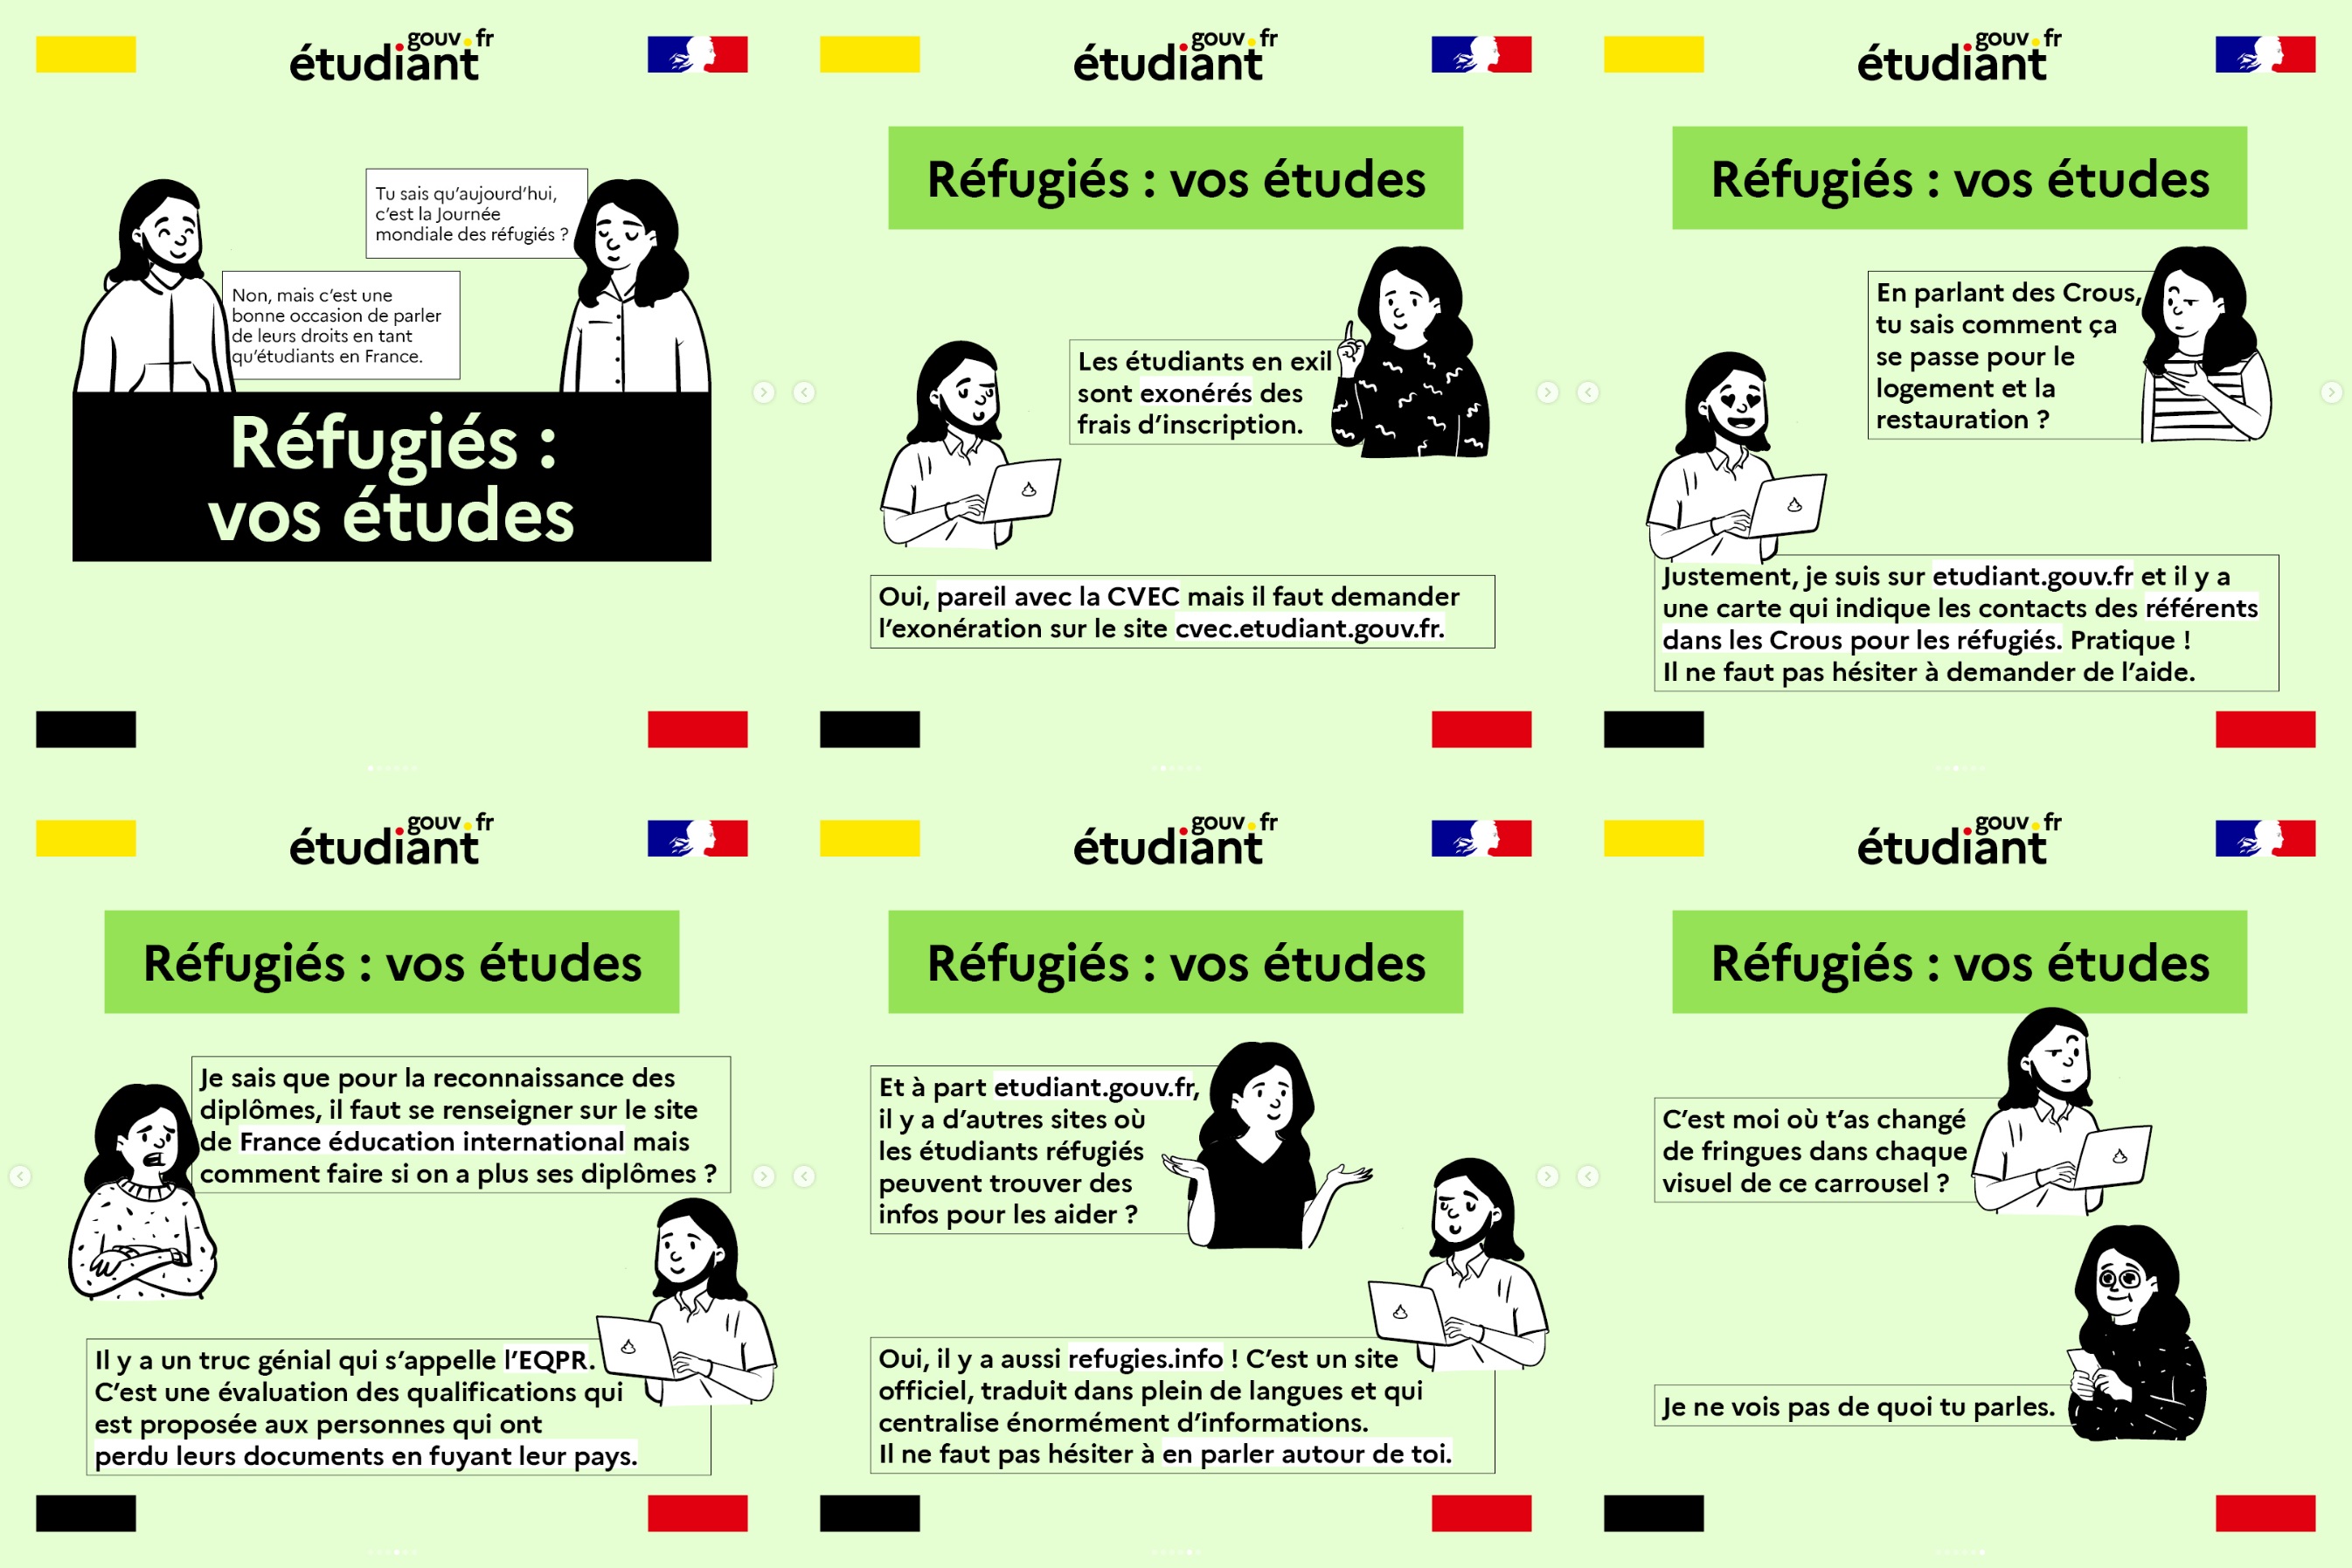 étudiant.gouv.fr
Tu sais qu’aujourd’hui,
c’est la Journée
mondiale des réfugiés ?
Non, mais c’est une
bonne occasion de parler
de leurs droits en tant
qu’étudiants en France.
Réfugiés :
vos études
étudiant.gouv.fr
Réfugiés : vos études
Les étudiants en exil
sont exonérés des
frais d’inscription.
Oui, pareil avec la CVEC mais il faut demander
l’exonération sur le site cvec.etudiant.gouv.fr.
étudiant.gouv.fr
Réfugiés : vos études
En parlant des Crous,
tu sais comment ça
se passe pour le
logement et la
restauration ?
Justement, je suis sur etudiant.gouv.fr et il y a
une carte qui indique les contacts des référents
dans les Crous pour les réfugiés. Pratique !
Il ne faut pas hésiter à demander de l’aide.
étudiant.gouv.fr
Réfugiés : vos études
Je sais que pour la reconnaissance des
diplômes, il faut se renseigner sur le site
de France éducation international mais
comment faire si on a plus ses diplômes ?
Il y a un truc génial qui s’appelle l’EQPR.
C’est une évaluation des qualifications qui
est proposée aux personnes qui ont
perdu leurs documents en fuyant leur pays.
étudiant.gouv.fr
Réfugiés : vos études
Et à part etudiant.gouv.fr,
il y a d’autres sites où
les étudiants réfugiés
peuvent trouver des
infos pour les aider ?
Oui, il y a aussi refugies.info ! C’est un site
officiel, traduit dans plein de langues et qui
centralise énormément d’informations.
Il ne faut pas hésiter à en parler autour de toi.
étudiant.gouv.fr
Réfugiés : vos études
C’est moi où t’as changé
de fringues dans chaque
visuel de ce carrousel ?
Je ne vois pas de quoi tu parles.